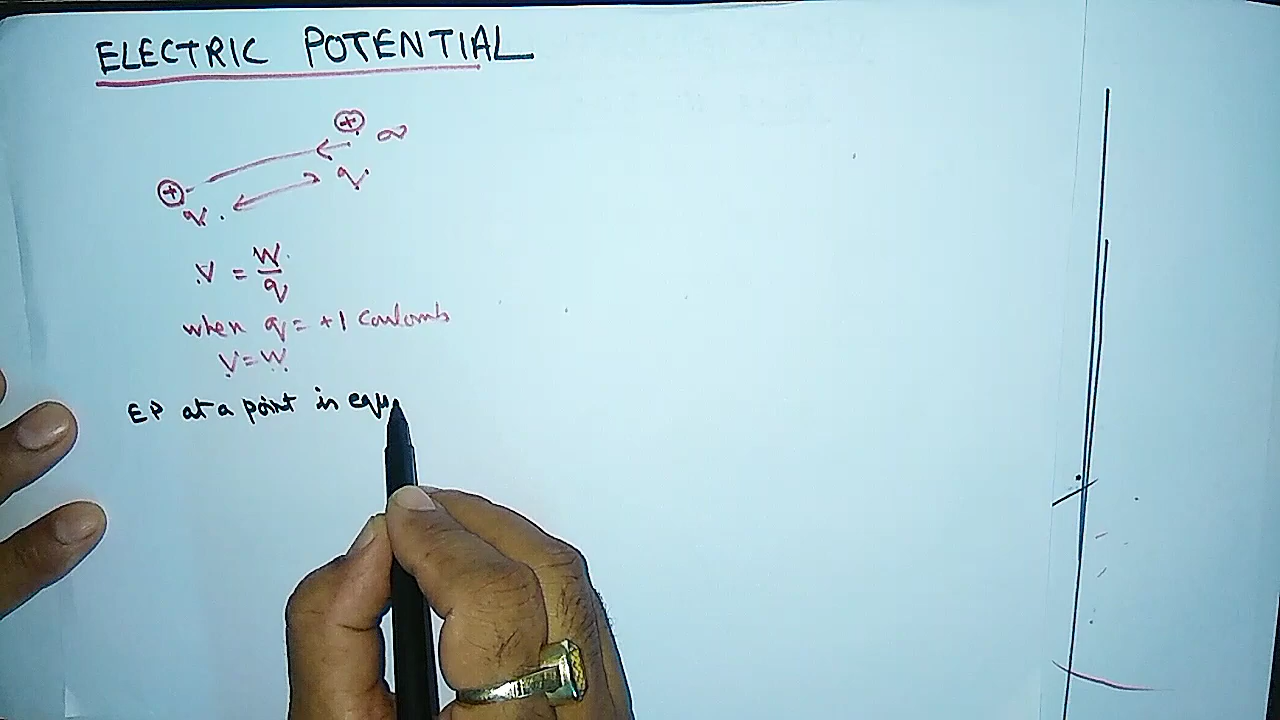 ELECTRIC POTENTIAL
+ ∞
+ q
q
V = W/q
when q = +1 Coulomb
V = W
EP at a point is equ